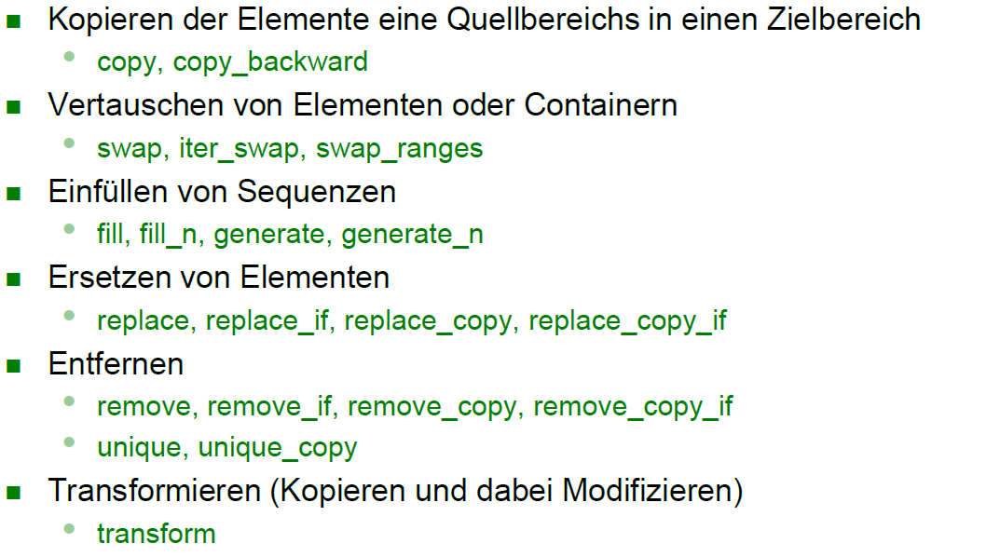 Kopieren der Elemente eine Quellbereichs in einen Zielbereich
copy, copy_backward
Vertauschen von Elementen oder Containern
swap, iter_swap, swap_ranges
Einfüllen von Sequenzen
fill, fill_n, generate, generate_n
Ersetzen von Elementen
replace, replace_if, replace_copy, replace_copy_if
Entfernen
remove, remove_if, remove_copy, remove_copy_if
unique, unique_copy
Transformieren (Kopieren und dabei Modifizieren)
transform